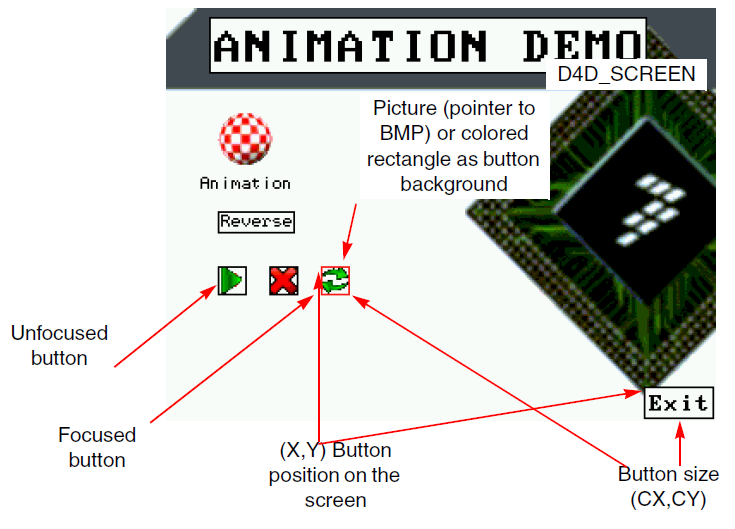 ANIMATION DEMO
D4D_SCREEN
Picture (pointer to
BMP) or colored
rectangle as button
background
Animation
Reverse
Unfocused
button
Exit
Focused
button
(X,Y) Button
position on the
screen
Button size
(CX,CY)